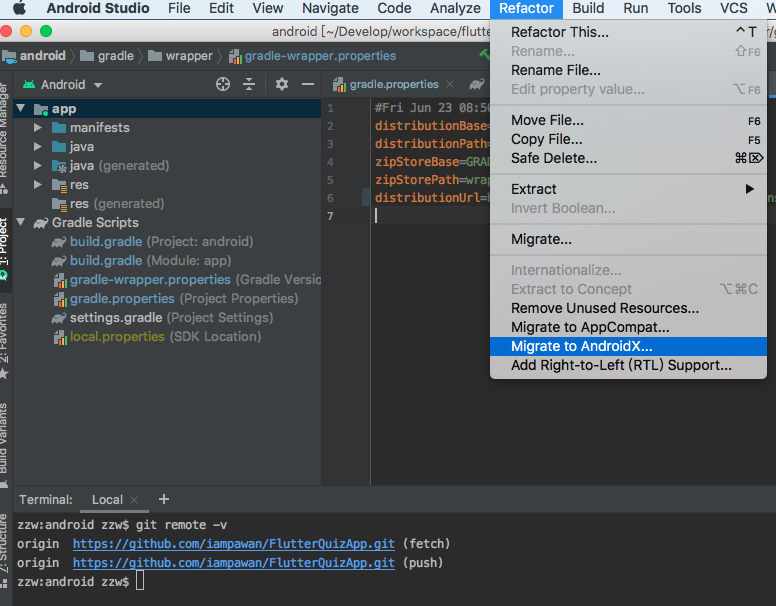 Android Studio File Edit View Navigate Code Analyze Refactor Build Run Tools VCS
android [~/Develop/workspace/flutte
android gradle wrapper gradle-wrapper.properties
Android
gradle.properties
Resource Manager
1: Project
2: Favorites
Build Variants
7: Structure
app
manifests
java
java (generated)
res
res (generated)
Gradle Scripts
build.gradle (Project: android)
build.gradle (Module: app)
gradle-wrapper.properties (Gradle Versio
gradle.properties (Project Properties)
settings.gradle (Project Settings)
local.properties (SDK Location)
1 #Fri Jun 23 08:50
2 distributionBase=
3 distributionPath=
4 zipStoreBase=GRAD
5 zipStorePath=wrap
6 distributionUrl=
7
Refactor This... ⌃T
Rename... ⇧F6
Rename File...
Edit property value... ⌥F6
Move File... F6
Copy File... F5
Safe Delete... ⌘⌦
Extract ▶
Invert Boolean...
Migrate...
Internationalize...
Extract to Concept ⌥⌘C
Remove Unused Resources...
Migrate to AppCompat...
Migrate to AndroidX...
Add Right-to-Left (RTL) Support...
Terminal: Local × +
zzw:android zzw$ git remote -v
origin https://github.com/iampawan/FlutterQuizApp.git (fetch)
origin https://github.com/iampawan/FlutterQuizApp.git (push)
zzw:android zzw$